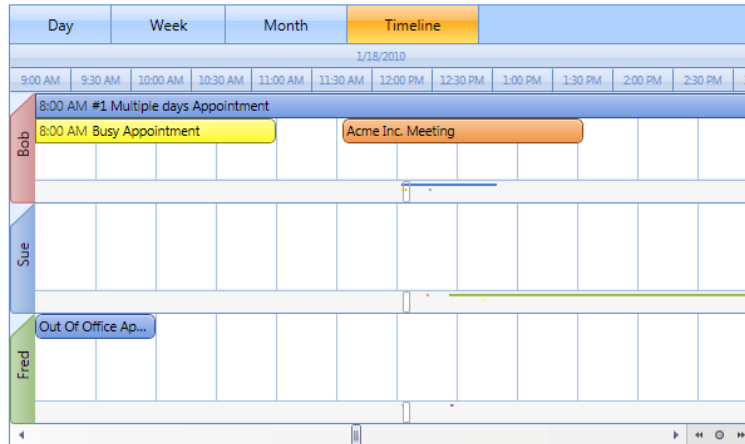 Day Week Month Timeline
1/18/2010
9:00 AM 9:30 AM 10:00 AM 10:30 AM 11:00 AM 11:30 AM 12:00 PM 12:30 PM 1:00 PM 1:30 PM 2:00 PM 2:30 PM
8:00 AM #1 Multiple days Appointment
Bob
8:00 AM Busy Appointment Acme Inc. Meeting
Sue
Out Of Office Ap...
Fred